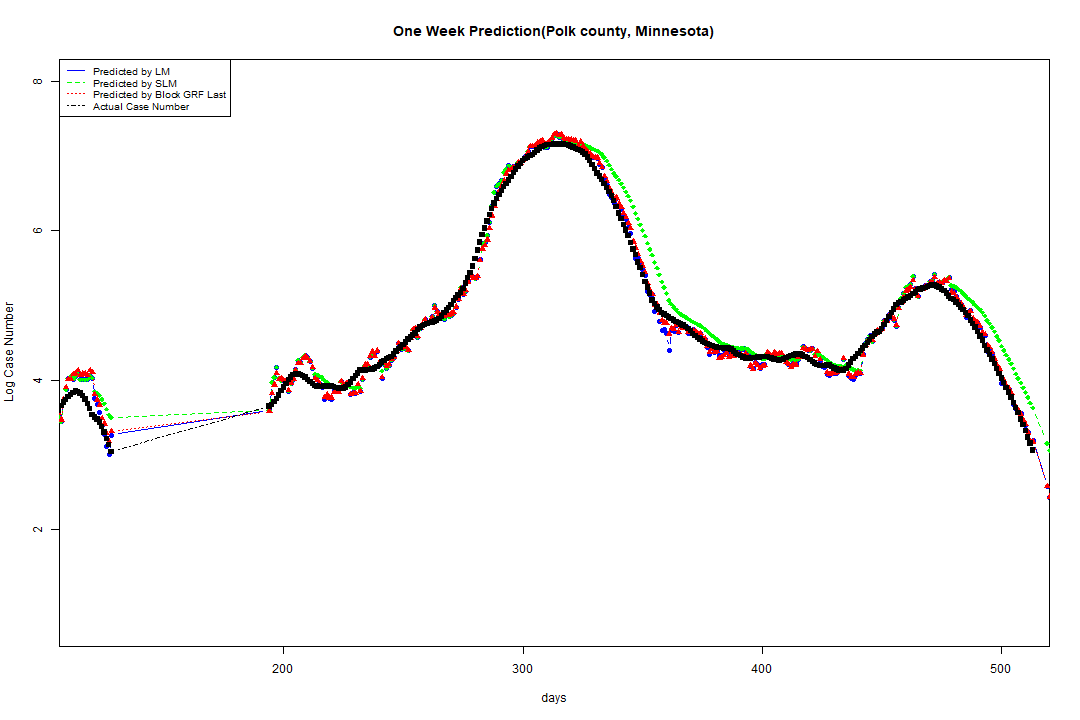 One Week Prediction(Polk county, Minnesota)
Predicted by LM
Predicted by SLM
Predicted by Block GRF Last
Actual Case Number
Log Case Number
8
6
4
2
200 300 400 500
days